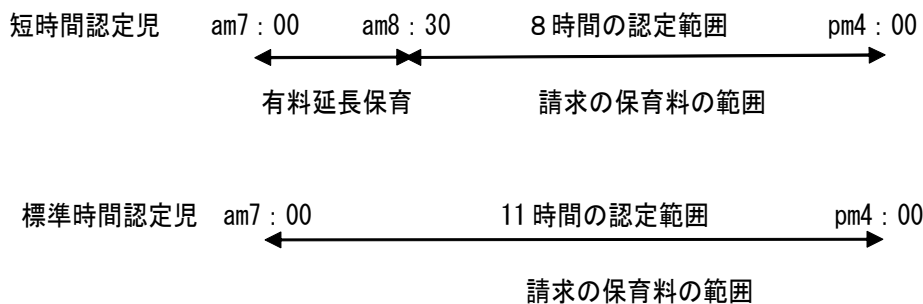 短時間認定児 am7：00 am8：30 8時間の認定範囲 pm4：00
有料延長保育 請求の保育料の範囲
標準時間認定児 am7：00 11時間の認定範囲 pm4：00
請求の保育料の範囲